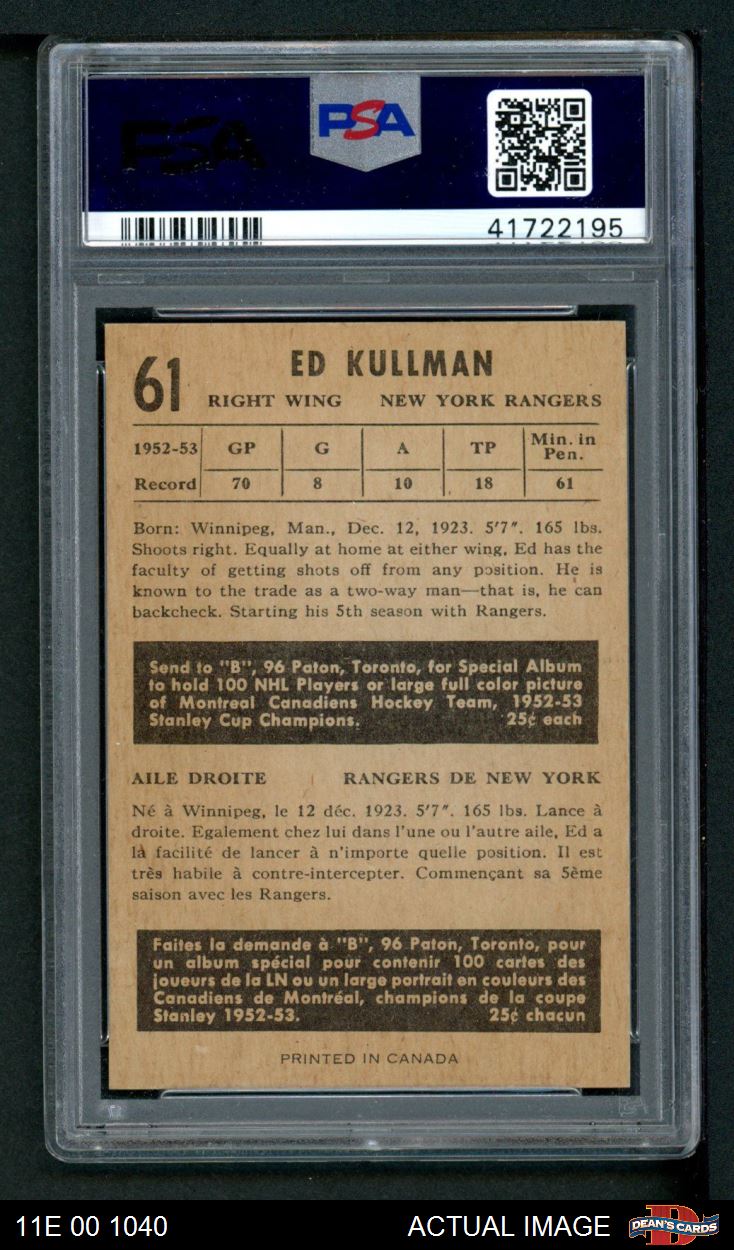 PSA
PSA
41722195
61
ED KULLMAN
RIGHT WING NEW YORK RANGERS
1952-53 GP G A TP Min. in Pen.
Record 70 8 10 18 61
Born: Winnipeg, Man., Dec. 12, 1923. 5'7". 165 lbs.
Shoots right. Equally at home at either wing, Ed has the
faculty of getting shots off from any position. He is
known to the trade as a two-way man—that is, he can
backcheck. Starting his 5th season with Rangers.
Send to "B", 96 Paton, Toronto, for Special Album
to hold 100 NHL Players or large full color picture
of Montreal Canadiens Hockey Team, 1952-53
Stanley Cup Champions. 25¢ each
AILE DROITE RANGERS DE NEW YORK
Né à Winnipeg, le 12 déc. 1923. 5'7". 165 lbs. Lance à
droite. Egalement chez lui dans l'une ou l'autre aile, Ed a
là facilité de lancer à n'importe quelle position. Il est
très habile à contre-intercepter. Commençant sa 5ème
saison avec les Rangers.
Faites la demande à "B", 96 Paton, Toronto, pour
un album spécial pour contenir 100 cartes des
joueurs de la LN ou un large portrait en couleurs des
Canadiens de Montréal, champions de la coupe
Stanley 1952-53. 25¢ chacun
PRINTED IN CANADA
11E 00 1040 ACTUAL IMAGE DEAN'S CARDS